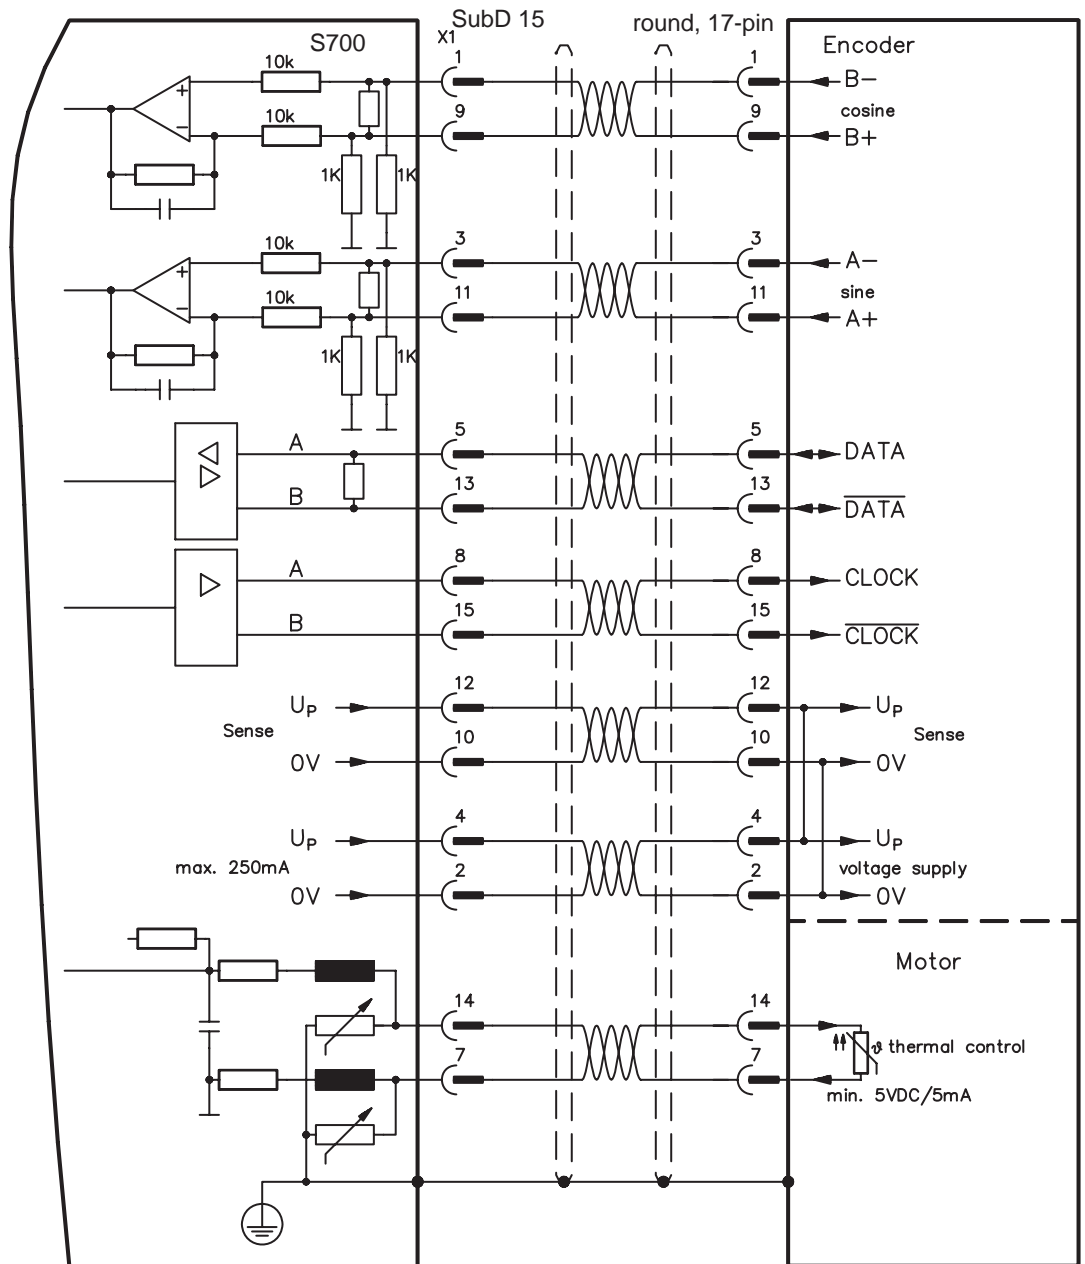 SubD 15
round, 17-pin
S700
X1
Encoder
10k
1
1
B−
cosine
10k
9
9
B+
1K
1K
10k
3
3
A−
sine
10k
11
11
A+
1K
1K
A
5
5
DATA
B
13
13
DATA
A
8
8
CLOCK
B
15
15
CLOCK
UP
12
12
UP
Sense
Sense
0V
10
10
0V
UP
4
4
UP
max. 250mA
voltage supply
0V
2
2
0V
Motor
14
14
ϑ thermal control
7
7
min. 5VDC/5mA
+
−
+
−